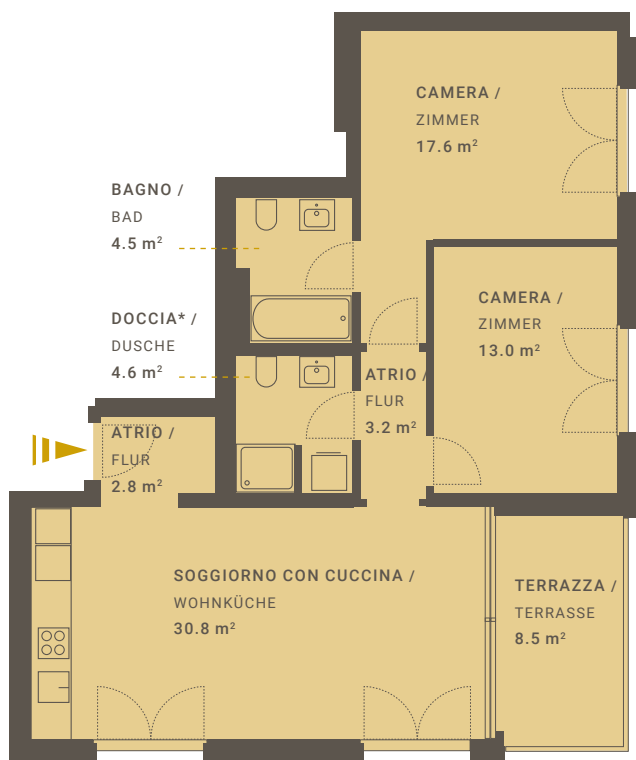 CAMERA /
ZIMMER
17.6 m²
BAGNO /
BAD
4.5 m²
CAMERA /
ZIMMER
13.0 m²
DOCCIA* /
DUSCHE
4.6 m²
ATRIO /
FLUR
3.2 m²
ATRIO /
FLUR
2.8 m²
SOGGIORNO CON CUCCINA /
WOHNKÜCHE
30.8 m²
TERRAZZA /
TERRASSE
8.5 m²